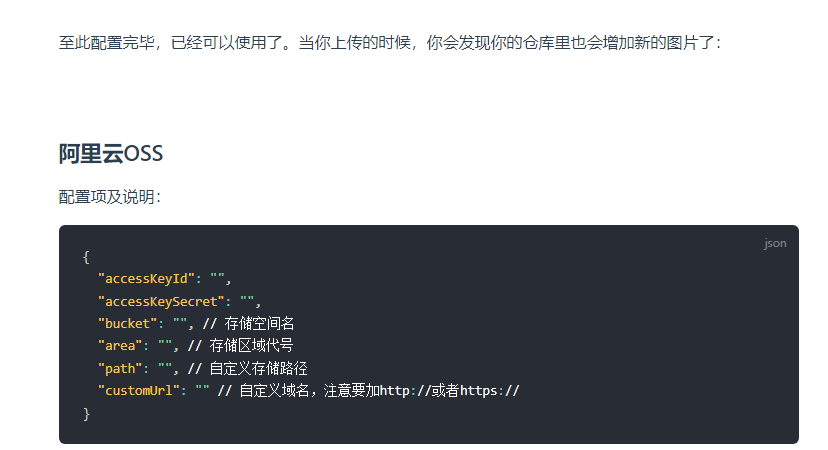 至此配置完毕，已经可以使用了。当你上传的时候，你会发现你的仓库里也会增加新的图片了：
阿里云OSS
配置项及说明：
json
{
  "accessKeyId": "",
  "accessKeySecret": "",
  "bucket": "", // 存储空间名
  "area": "", // 存储区域代号
  "path": "", // 自定义存储路径
  "customUrl": "" // 自定义域名，注意要加http://或者https://
}